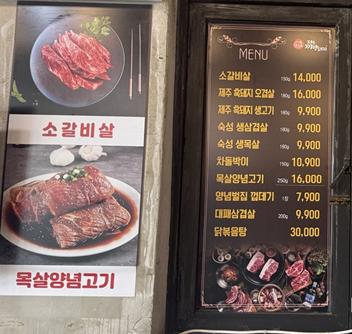 소갈비살
목살양념고기
MENU
소갈비살 150g 14.000
제주 흑돼지 오겹살 180g 16.000
제주 흑돼지 생고기 180g 9.900
숙성 생삼겹살 180g 9.900
숙성 생목살 180g 9.900
차돌박이 150g 10.900
목살양념고기 250g 16.000
양념벌집 껍데기 1장 7.900
대패삼겹살 200g 9.900
닭볶음탕 30.000